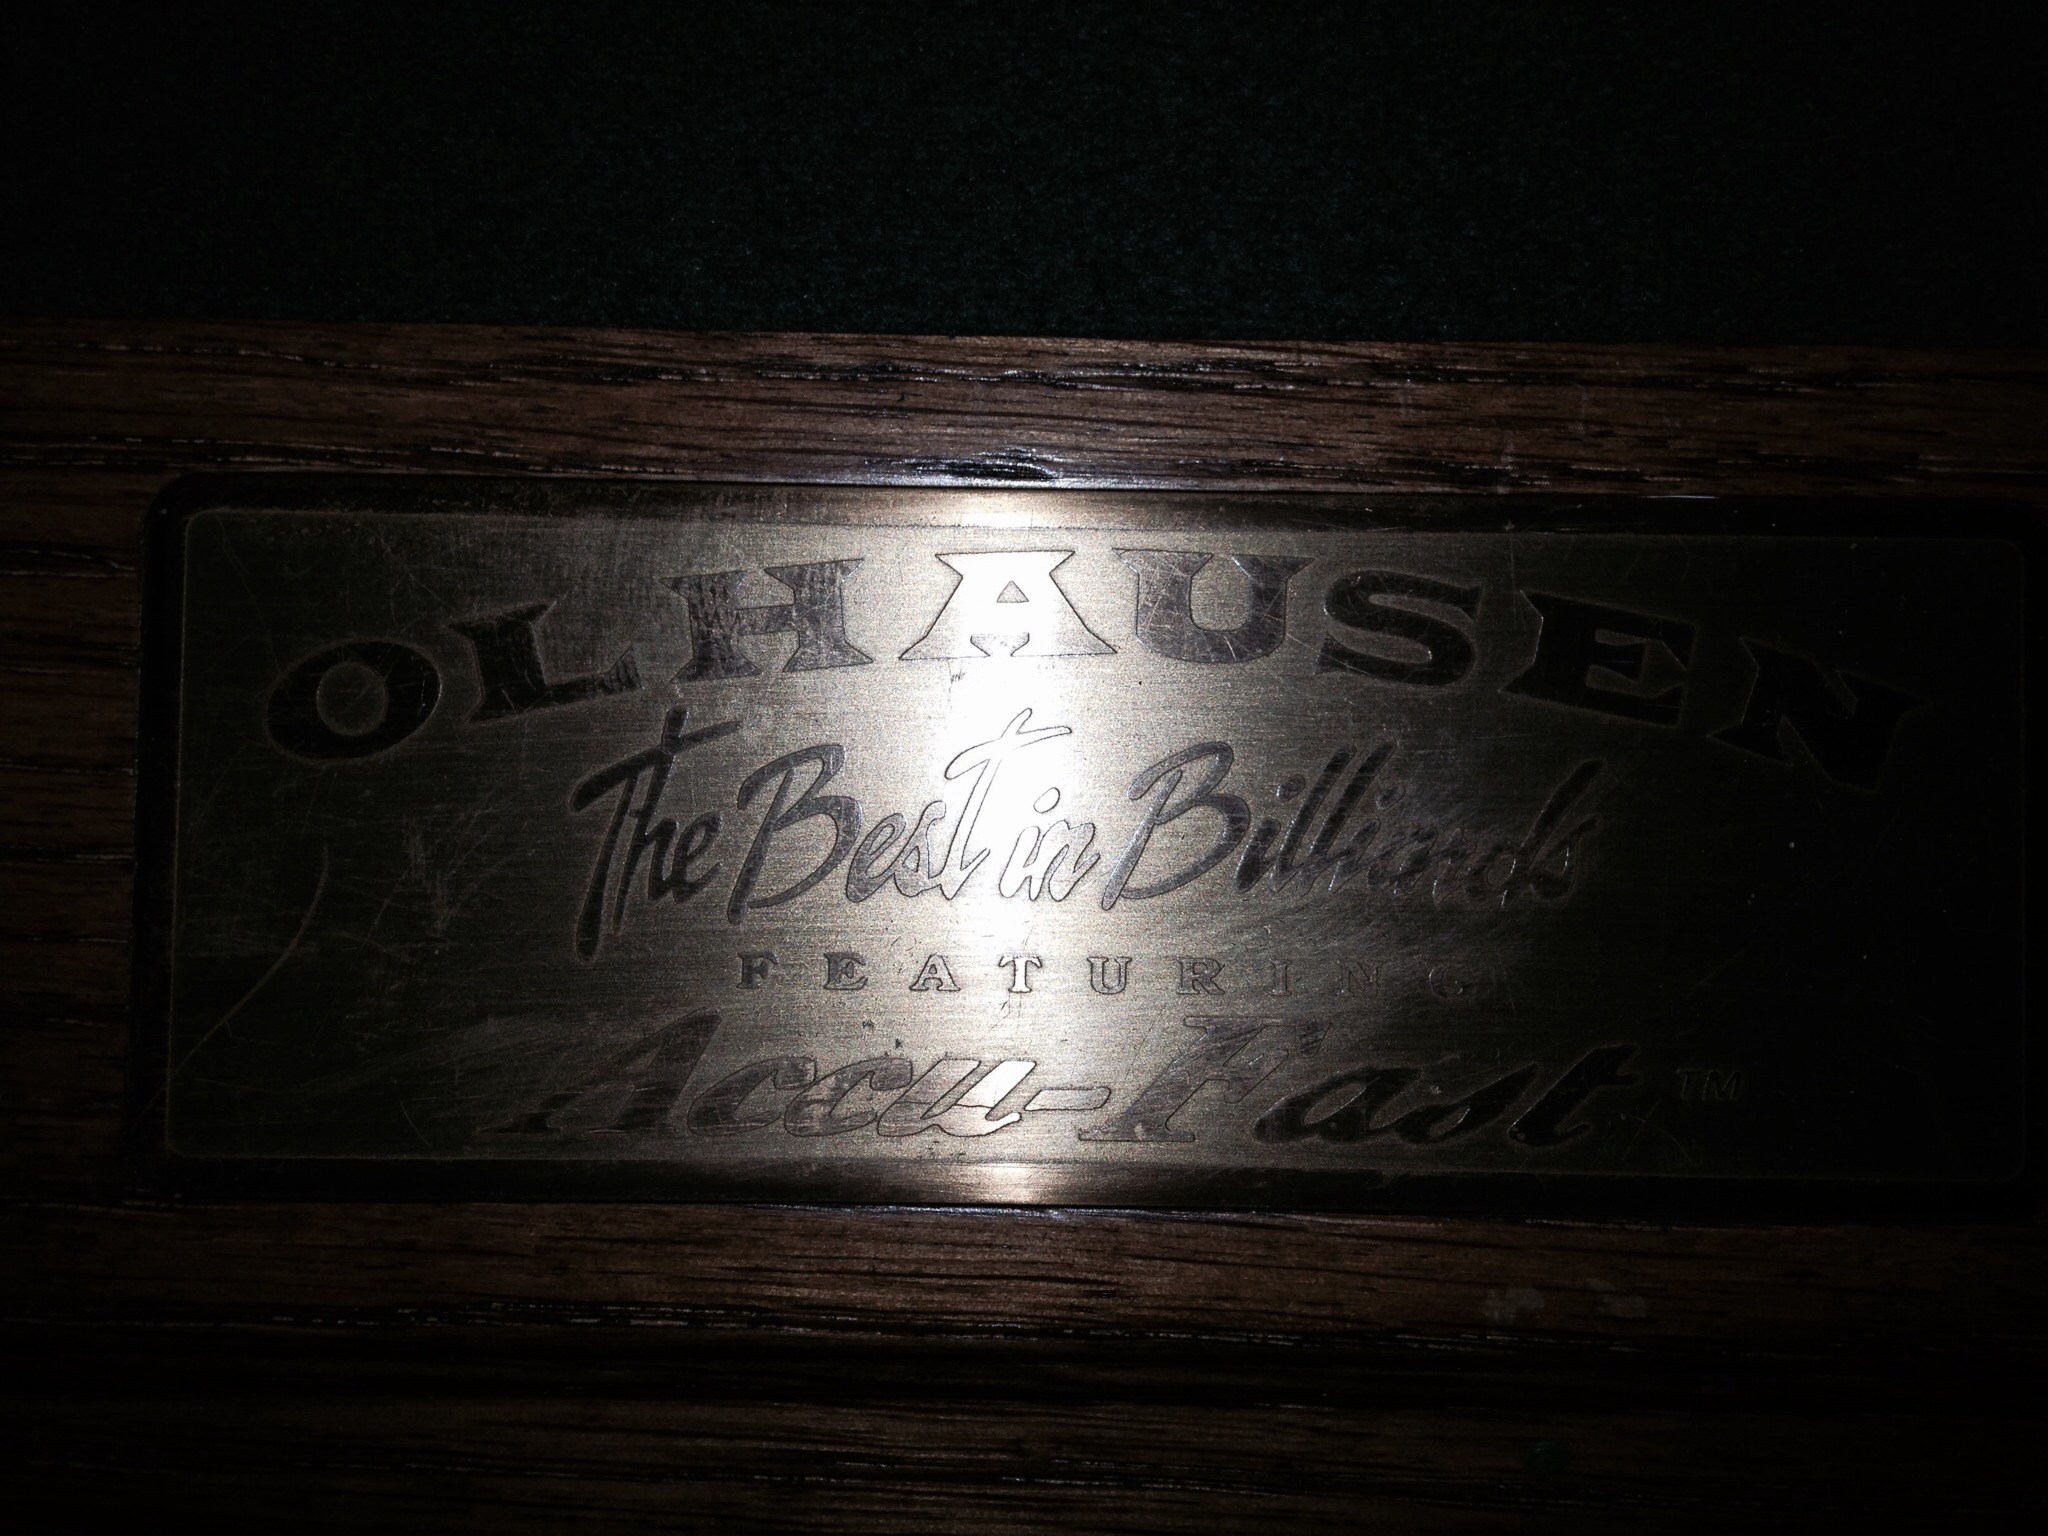 OLHAUSEN
The Best in Billiards
FEATURING
Accu-Fast TM